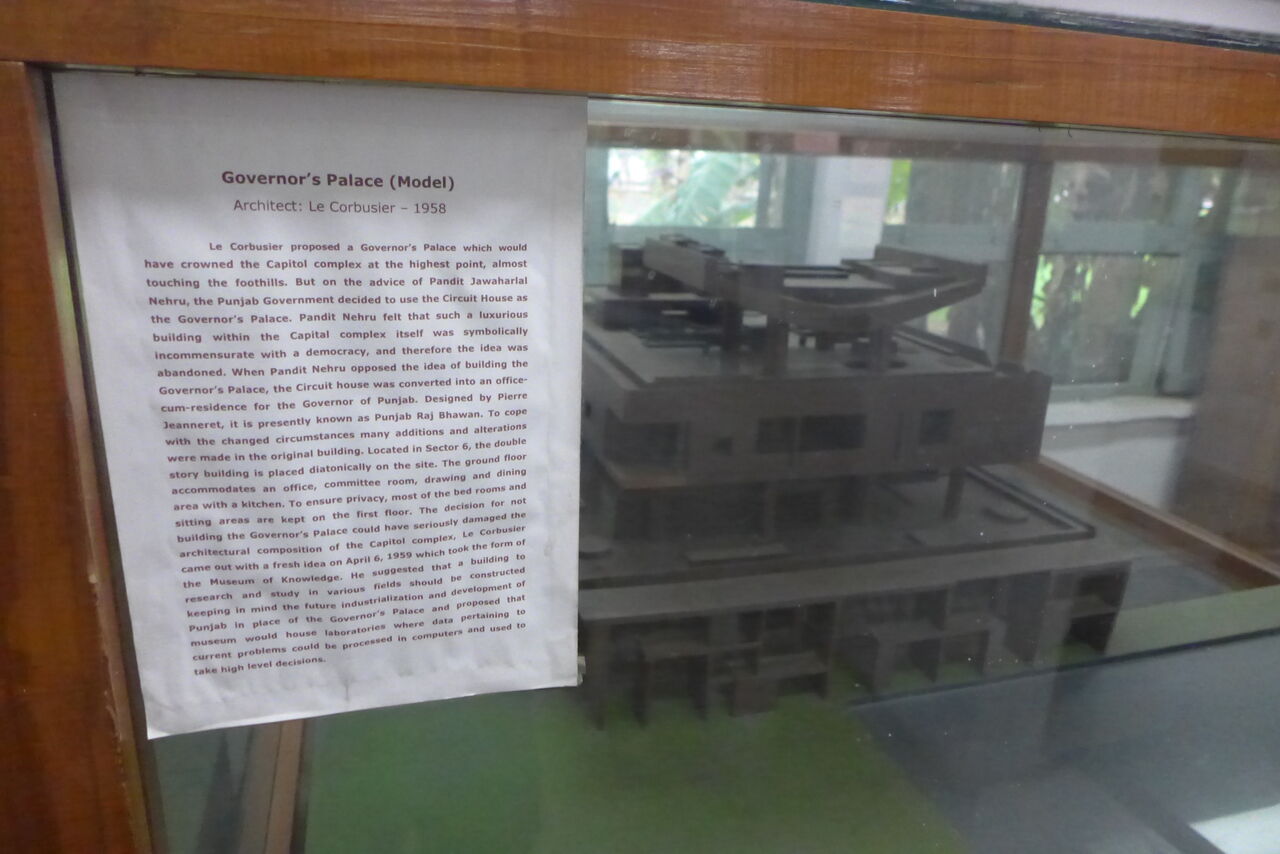 Governor's Palace (Model)
Architect: Le Corbusier – 1958
Le Corbusier proposed a Governor's Palace which would
have crowned the Capitol complex at the highest point, almost
touching the foothills. But on the advice of Pandit Jawaharlal
Nehru, the Punjab Government decided to use the Circuit House as
the Governor's Palace. Pandit Nehru felt that such a luxurious
building within the Capital complex itself was symbolically
incommensurate with a democracy, and therefore the idea was
abandoned. When Pandit Nehru opposed the idea of building the
Governor's Palace, the Circuit house was converted into an office-
cum-residence for the Governor of Punjab. Designed by Pierre
Jeanneret, it is presently known as Punjab Raj Bhawan. To cope
with the changed circumstances many additions and alterations
were made in the original building. Located in Sector 6, the double
story building is placed diatonically on the site. The ground floor
accommodates an office, committee room, drawing and dining
area with a kitchen. To ensure privacy, most of the bed rooms and
sitting areas are kept on the first floor. The decision for not
building the Governor's Palace could have seriously damaged the
architectural composition of the Capitol complex, Le Corbusier
came out with a fresh idea on April 6, 1959 which took the form of
the Museum of Knowledge. He suggested that a building to
research and study in various fields should be constructed
keeping in mind the future industrialization and development of
Punjab in place of the Governor's Palace and proposed that
museum would house laboratories where data pertaining to
current problems could be processed in computers and used to
take high level decisions.